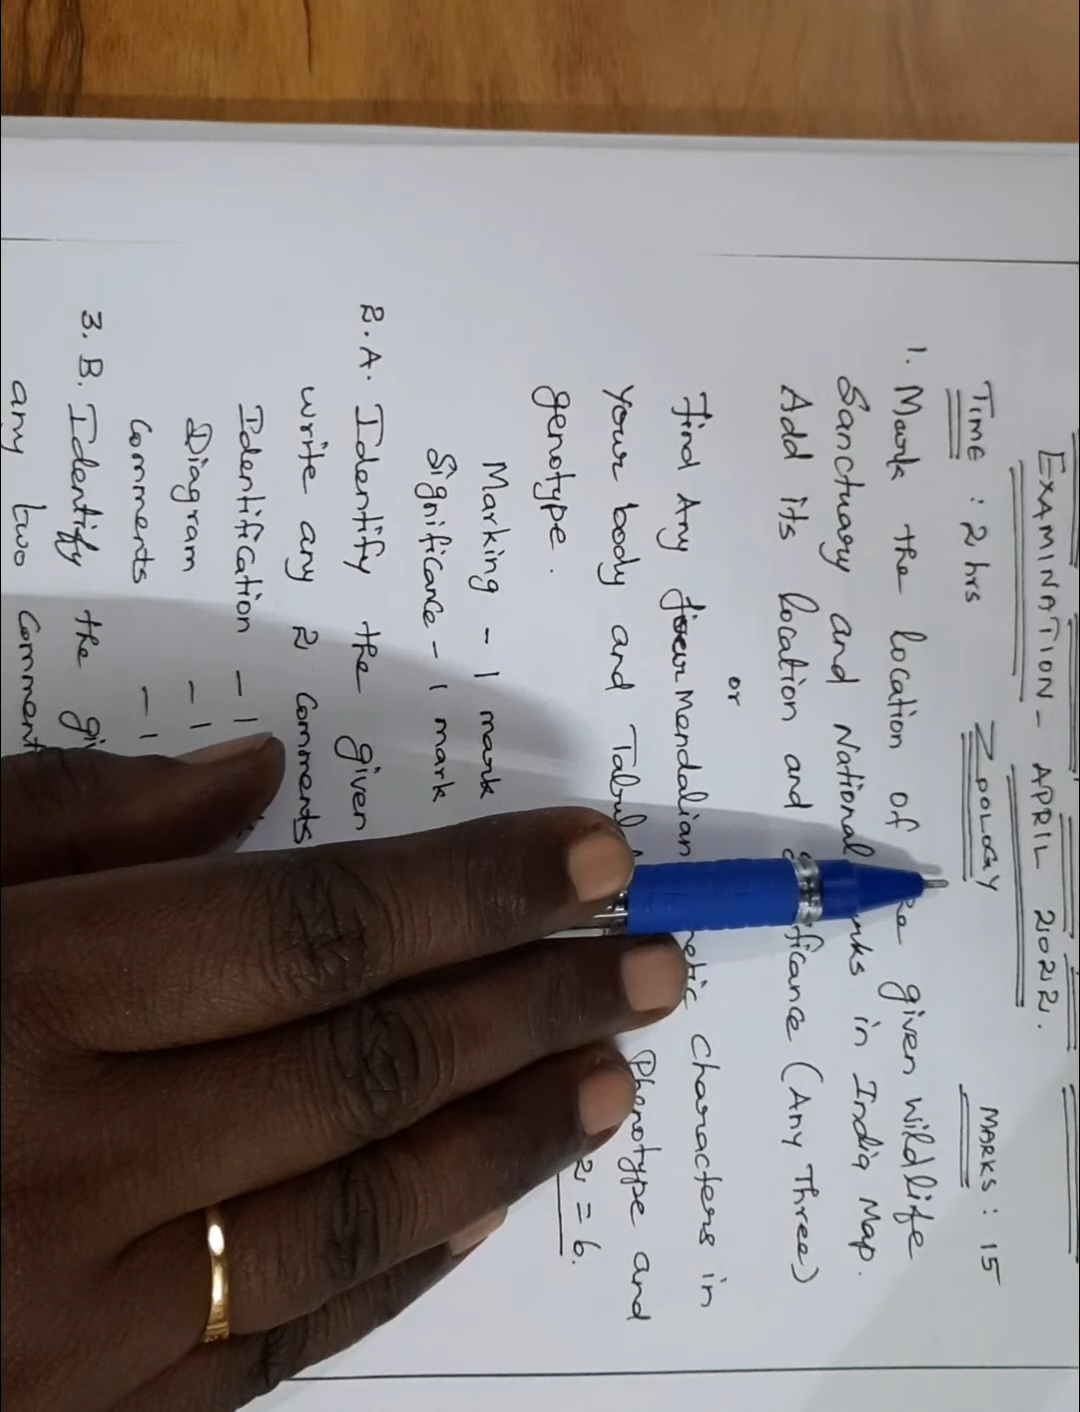 EXAMINATION - APRIL 2022.
TIME : 2 hrs ZOOLOGY MARKS : 15
1. Mark the location of given wildlife
Sanctuary and National in India Map.
Add its location and (Any Three)
or
Find Any four Mendalian characters in
your body and Phenotype and
genotype.
Marking - 1 mark
Significance - 1 mark 2 = 6.
2. A. Identify the given
write any 2 comments
Identification - 1
Diagram - 1
Comments - 1
3. B. Identify the
any two